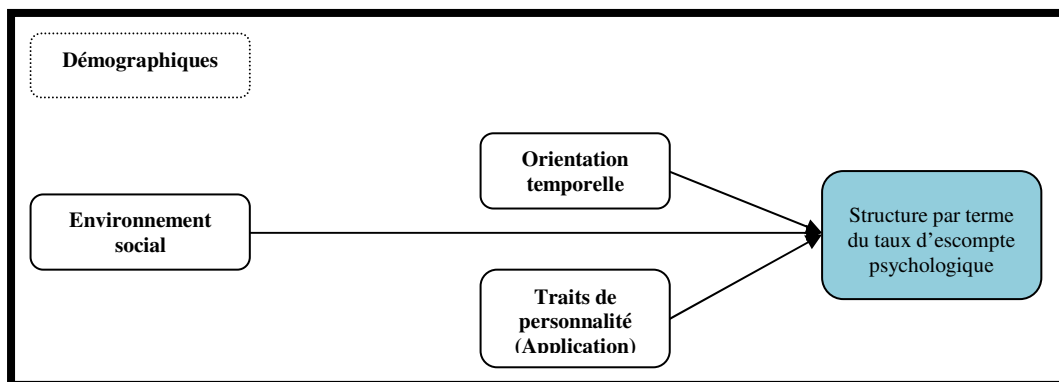 Démographiques
Orientation
temporelle
Environnement
social
Structure par terme
du taux d’escompte
psychologique
Traits de
personnalité
(Application)